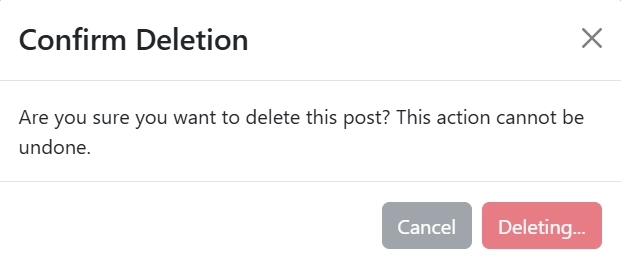 Confirm Deletion
Are you sure you want to delete this post? This action cannot be
undone.
Cancel
Deleting...